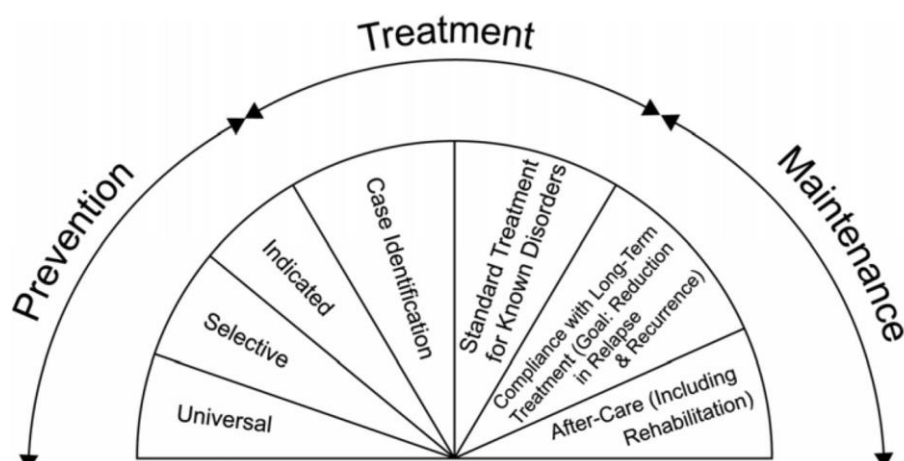 Treatment
Prevention
Maintenance
Universal
Selective
Indicated
Case Identification
Standard Treatment
for Known Disorders
Compliance with Long-Term
Treatment (Goal: Reduction
in Relapse
& Recurrence)
After-Care (Including
Rehabilitation)